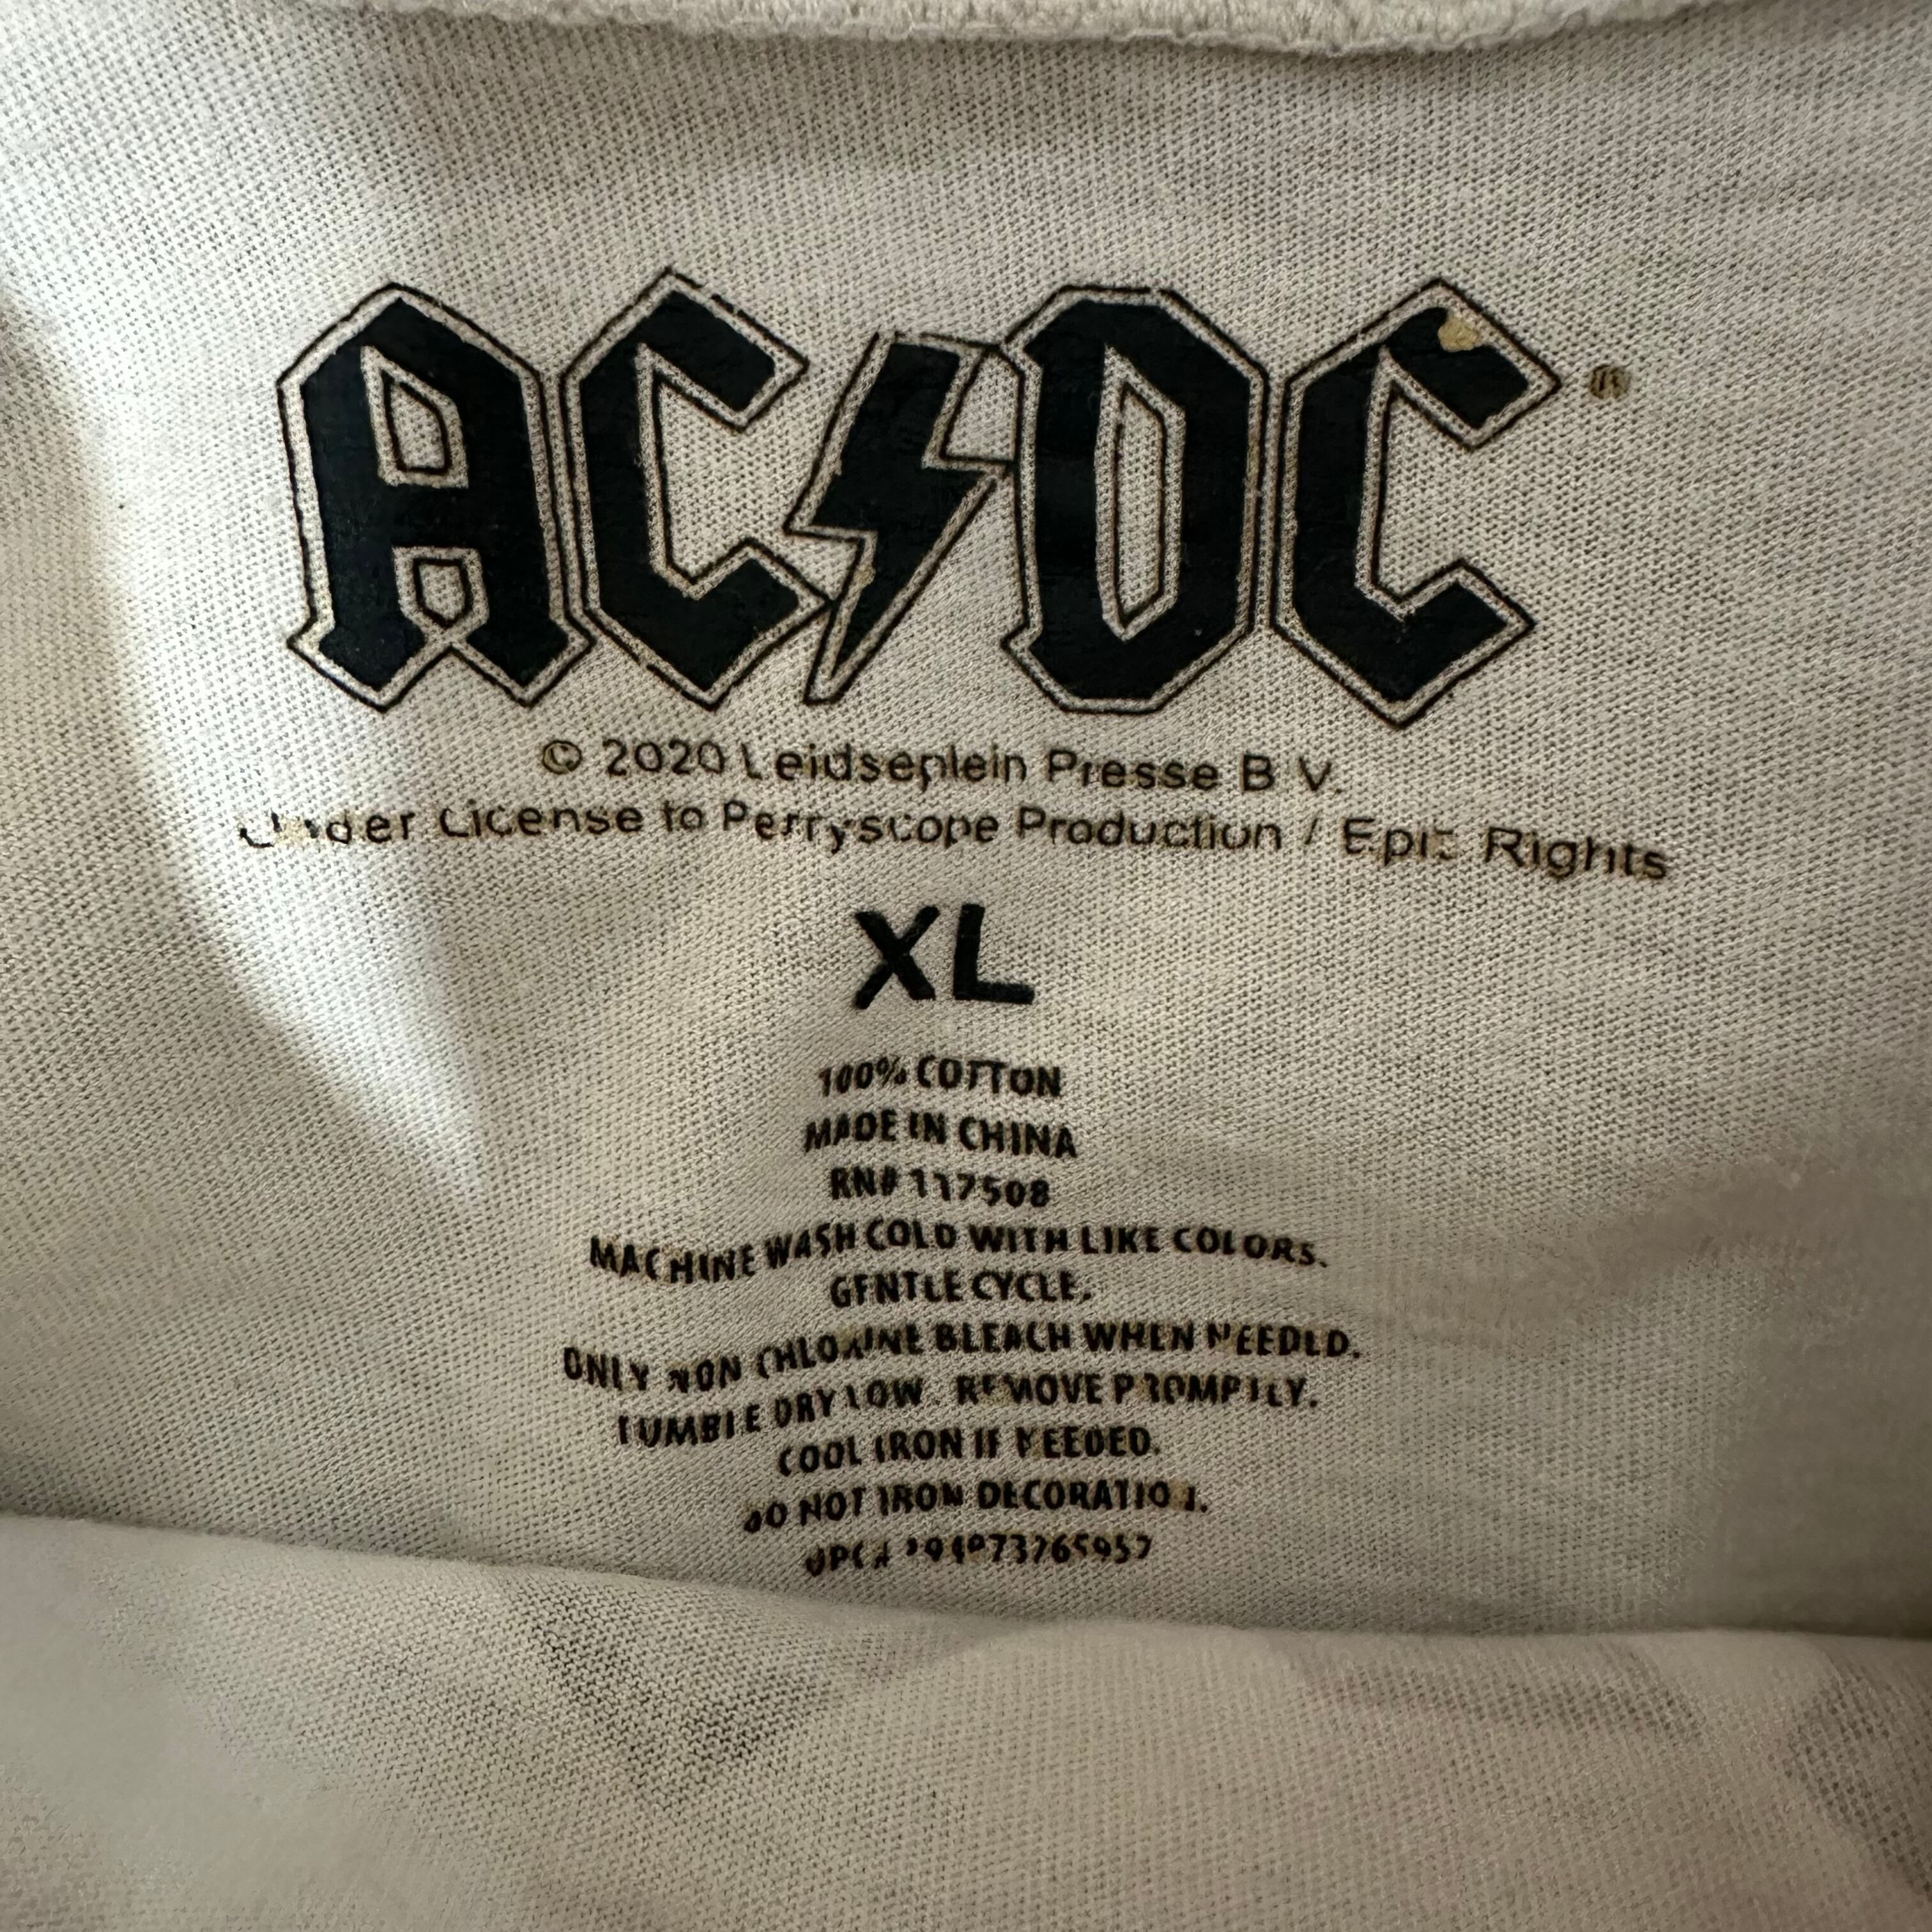 AC⚡DC ®
© 2020 Leidseplein Presse B V.
Under License to Perryscope Production / Epic Rights
XL
100% COTTON
MADE IN CHINA
RN# 117508
MACHINE WASH COLD WITH LIKE COLORS.
GENTLE CYCLE.
ONLY NON CHLORINE BLEACH WHEN NEEDED.
TUMBLE DRY LOW. REMOVE PROMPTLY.
COOL IRON IF NEEDED.
DO NOT IRON DECORATION.